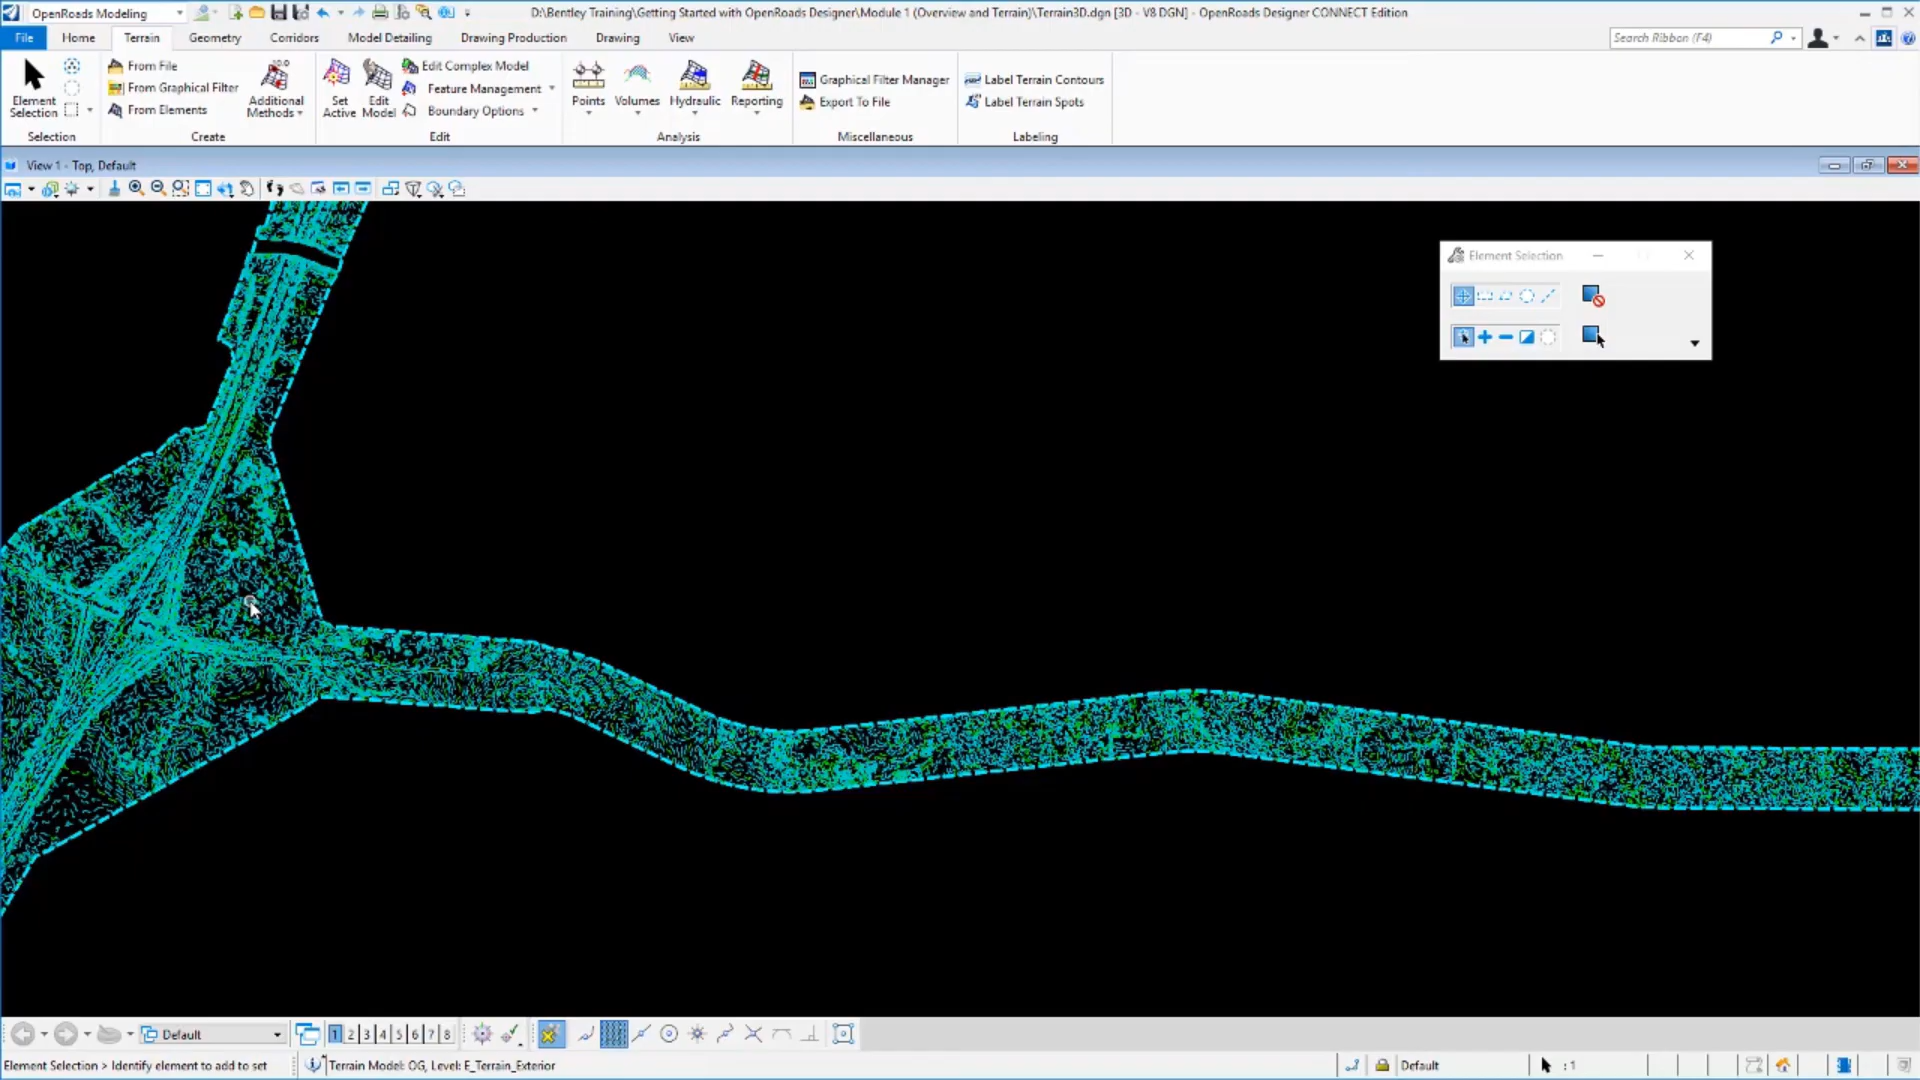 OpenRoads Modeling
D:\Bentley Training\Getting Started with OpenRoads Designer\Module 1 (Overview and Terrain)\Terrain3D.dgn [3D - V8 DGN] - OpenRoads Designer CONNECT Edition
File Home Terrain Geometry Corridors Model Detailing Drawing Production Drawing View
Search Ribbon (F4)
Element Selection
Selection
From File
From Graphical Filter
From Elements
Additional Methods
Create
Set Active
Edit Model
Edit Complex Model
Feature Management
Boundary Options
Edit
Points
Volumes
Hydraulic
Reporting
Analysis
Graphical Filter Manager
Export To File
Miscellaneous
Label Terrain Contours
Label Terrain Spots
Labeling
View 1 - Top, Default
Element Selection
Default
1 2 3 4 5 6 7 8
Element Selection > Identify element to add to set
Terrain Model: OG, Level: E_Terrain_Exterior
Default
: 1